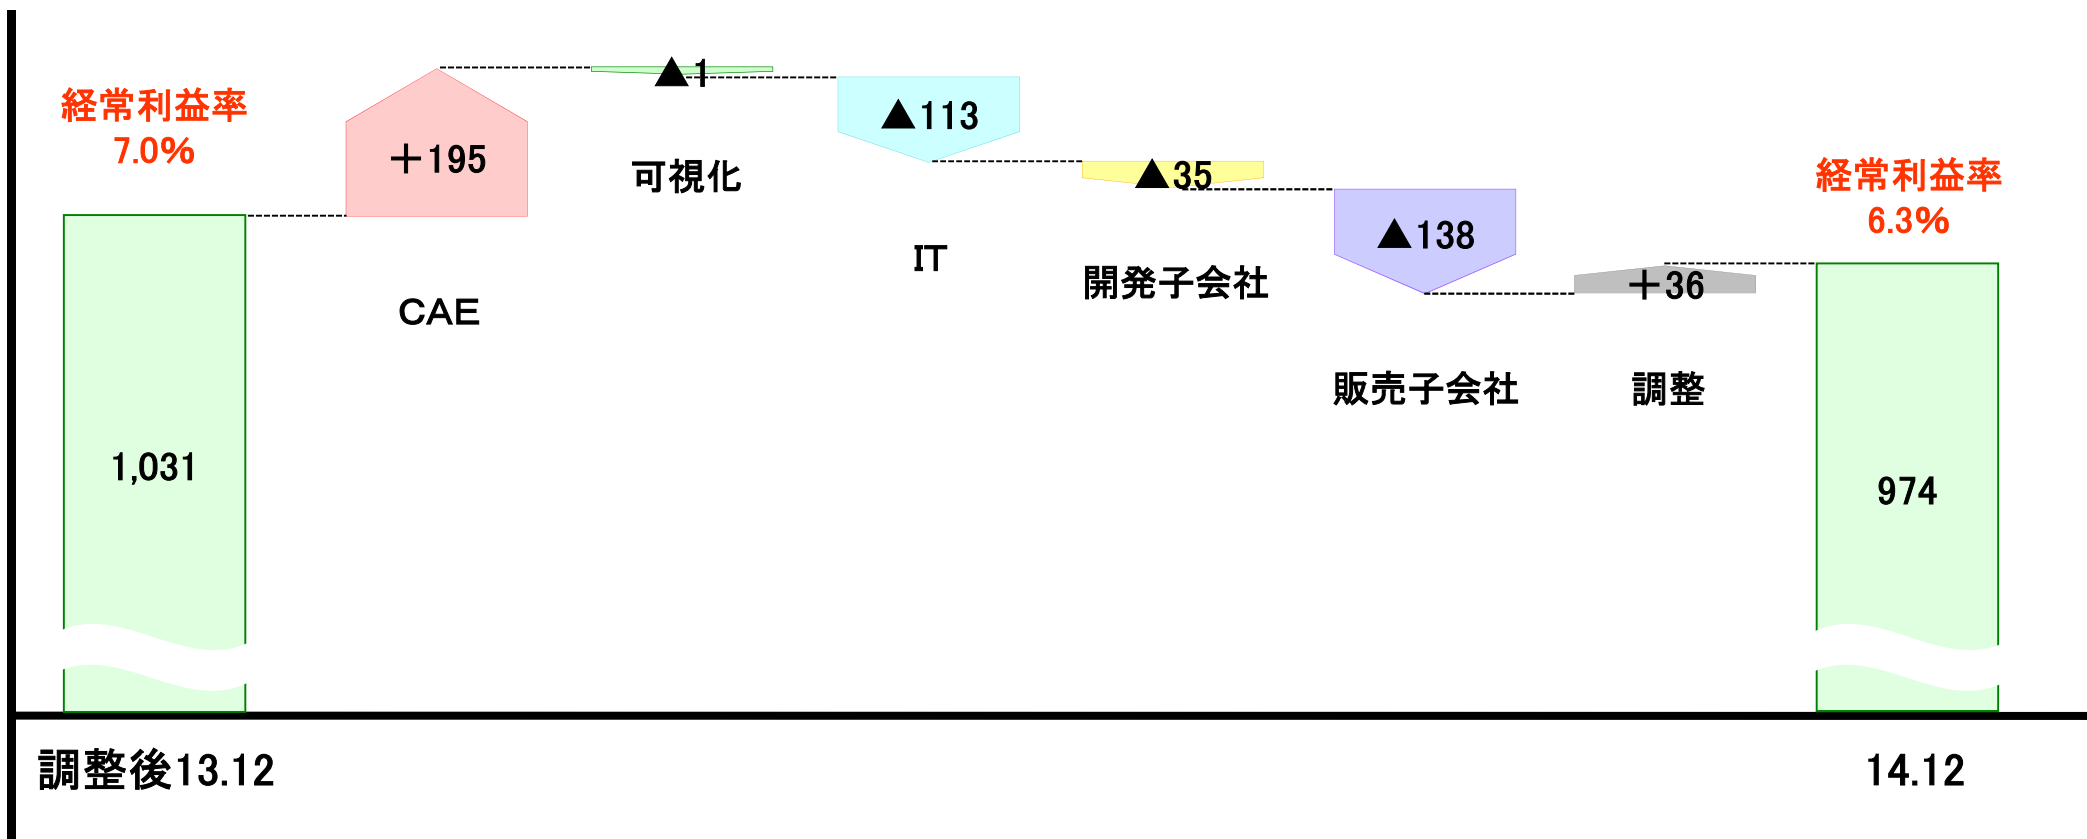 経常利益率
7.0%
1,031
調整後13.12
＋195
CAE
▲1
可視化
▲113
IT
▲35
開発子会社
▲138
販売子会社
＋36
調整
経常利益率
6.3%
974
14.12